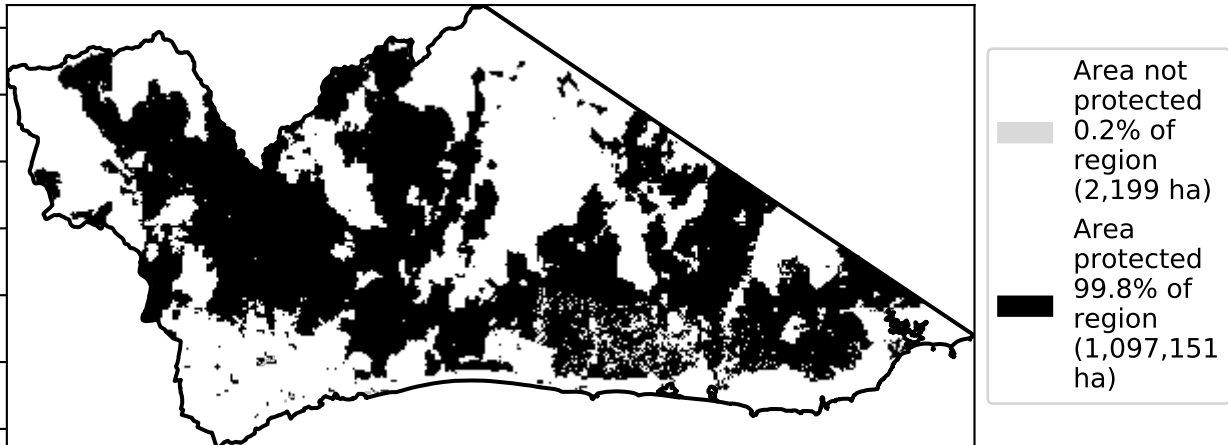 Area not
protected
0.2% of
region
(2,199 ha)
Area
protected
99.8% of
region
(1,097,151
ha)